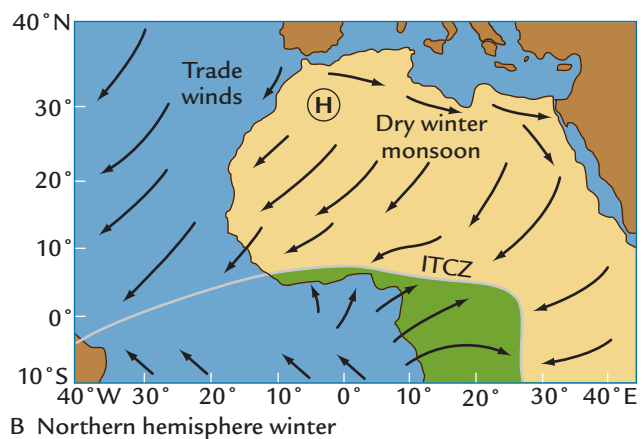 40°N
30°
20°
10°
0°
10°S
Trade
winds
H
Dry winter
monsoon
ITCZ
40°W 30° 20° 10° 0° 10° 20° 30° 40°E
B Northern hemisphere winter